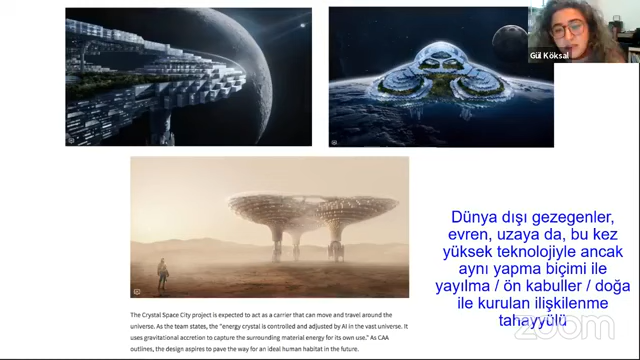 Gül Köksal
Dünya dışı gezegenler,
evren, uzaya da, bu kez
yüksek teknolojiyle ancak
aynı yapma biçimi ile
yayılma / ön kabuller / doğa
ile kurulan ilişkilenme
tahayyülü
zoom
The Crystal Space City project is expected to act as a carrier that can move and travel around the
universe. As the team states, the "energy crystal is controlled and adjusted by AI in the vast universe. It
uses gravitational accretion to capture the surrounding material energy for its own use." As CAA
outlines, the design aspires to pave the way for an ideal human habitat in the future.